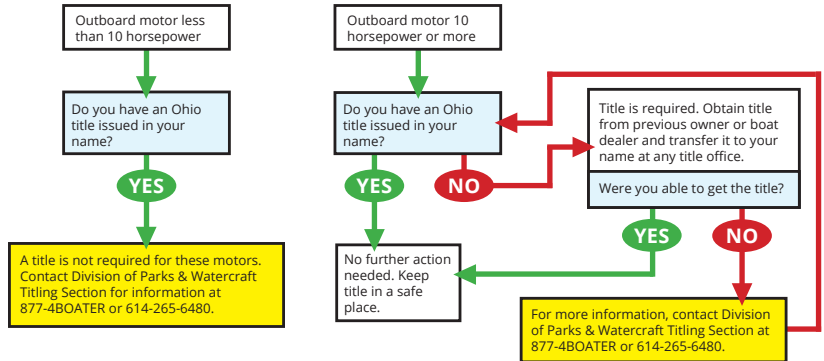 Outboard motor less
than 10 horsepower
Do you have an Ohio
title issued in your
name?
YES
A title is not required for these motors.
Contact Division of Parks & Watercraft
Titling Section for information at
877-4BOATER or 614-265-6480.
Outboard motor 10
horsepower or more
Do you have an Ohio
title issued in your
name?
YES
NO
No further action
needed. Keep
title in a safe
place.
Title is required. Obtain title
from previous owner or boat
dealer and transfer it to your
name at any title office.
Were you able to get the title?
YES
NO
For more information, contact Division
of Parks & Watercraft Titling Section at
877-4BOATER or 614-265-6480.